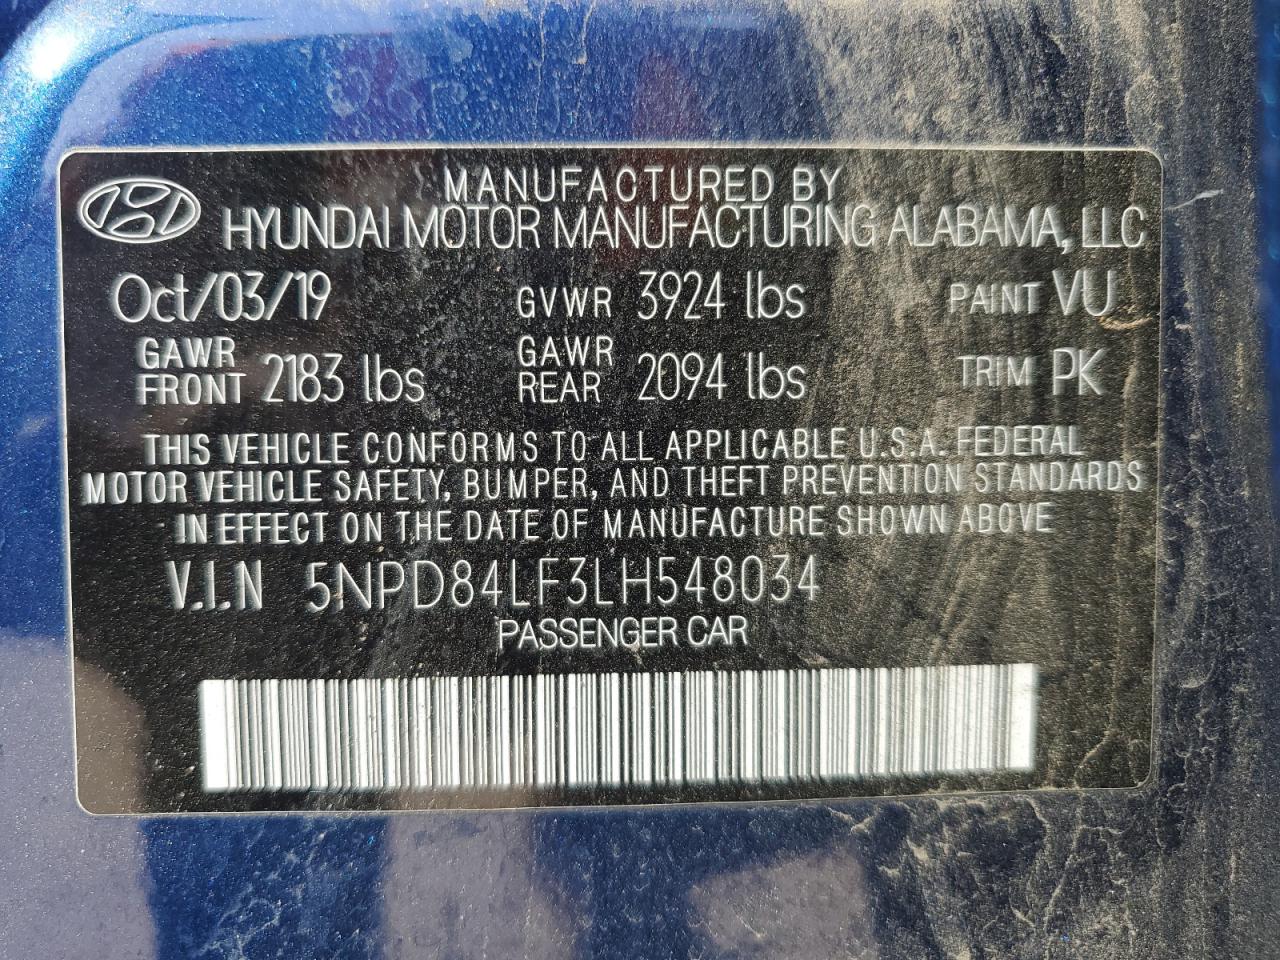 MANUFACTURED BY
HYUNDAI MOTOR MANUFACTURING ALABAMA, LLC
Oct/03/19 GVWR 3924 lbs PAINT VU
GAWR FRONT 2183 lbs GAWR REAR 2094 lbs TRIM PK
THIS VEHICLE CONFORMS TO ALL APPLICABLE U.S.A. FEDERAL
MOTOR VEHICLE SAFETY, BUMPER, AND THEFT PREVENTION STANDARDS
IN EFFECT ON THE DATE OF MANUFACTURE SHOWN ABOVE
V.I.N 5NPD84LF3LH548034
PASSENGER CAR